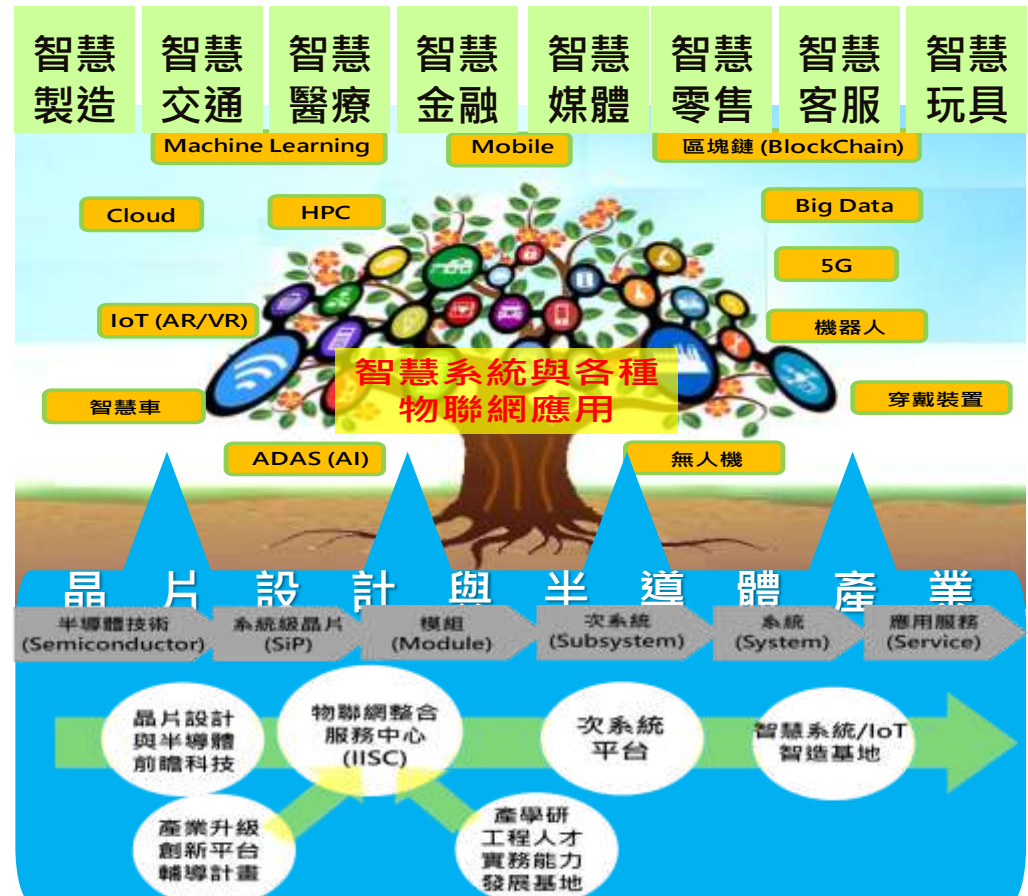 智慧
製造
智慧
交通
智慧
醫療
智慧
金融
智慧
媒體
智慧
零售
智慧
客服
智慧
玩具
Machine Learning
Mobile
區塊鏈 (BlockChain)
Cloud
HPC
Big Data
5G
IoT (AR/VR)
機器人
智慧系統與各種
物聯網應用
智慧車
穿戴裝置
ADAS (AI)
無人機
晶片設計與半導體產業
半導體技術
(Semiconductor)
系統級晶片
(SiP)
模組
(Module)
次系統
(Subsystem)
系統
(System)
應用服務
(Service)
晶片設計
與半導體
前瞻科技
物聯網整合
服務中心
(IISC)
次系統
平台
智慧系統/IoT
智造基地
產業升級
創新平台
輔導計畫
產學研
工程人才
實務能力
發展基地